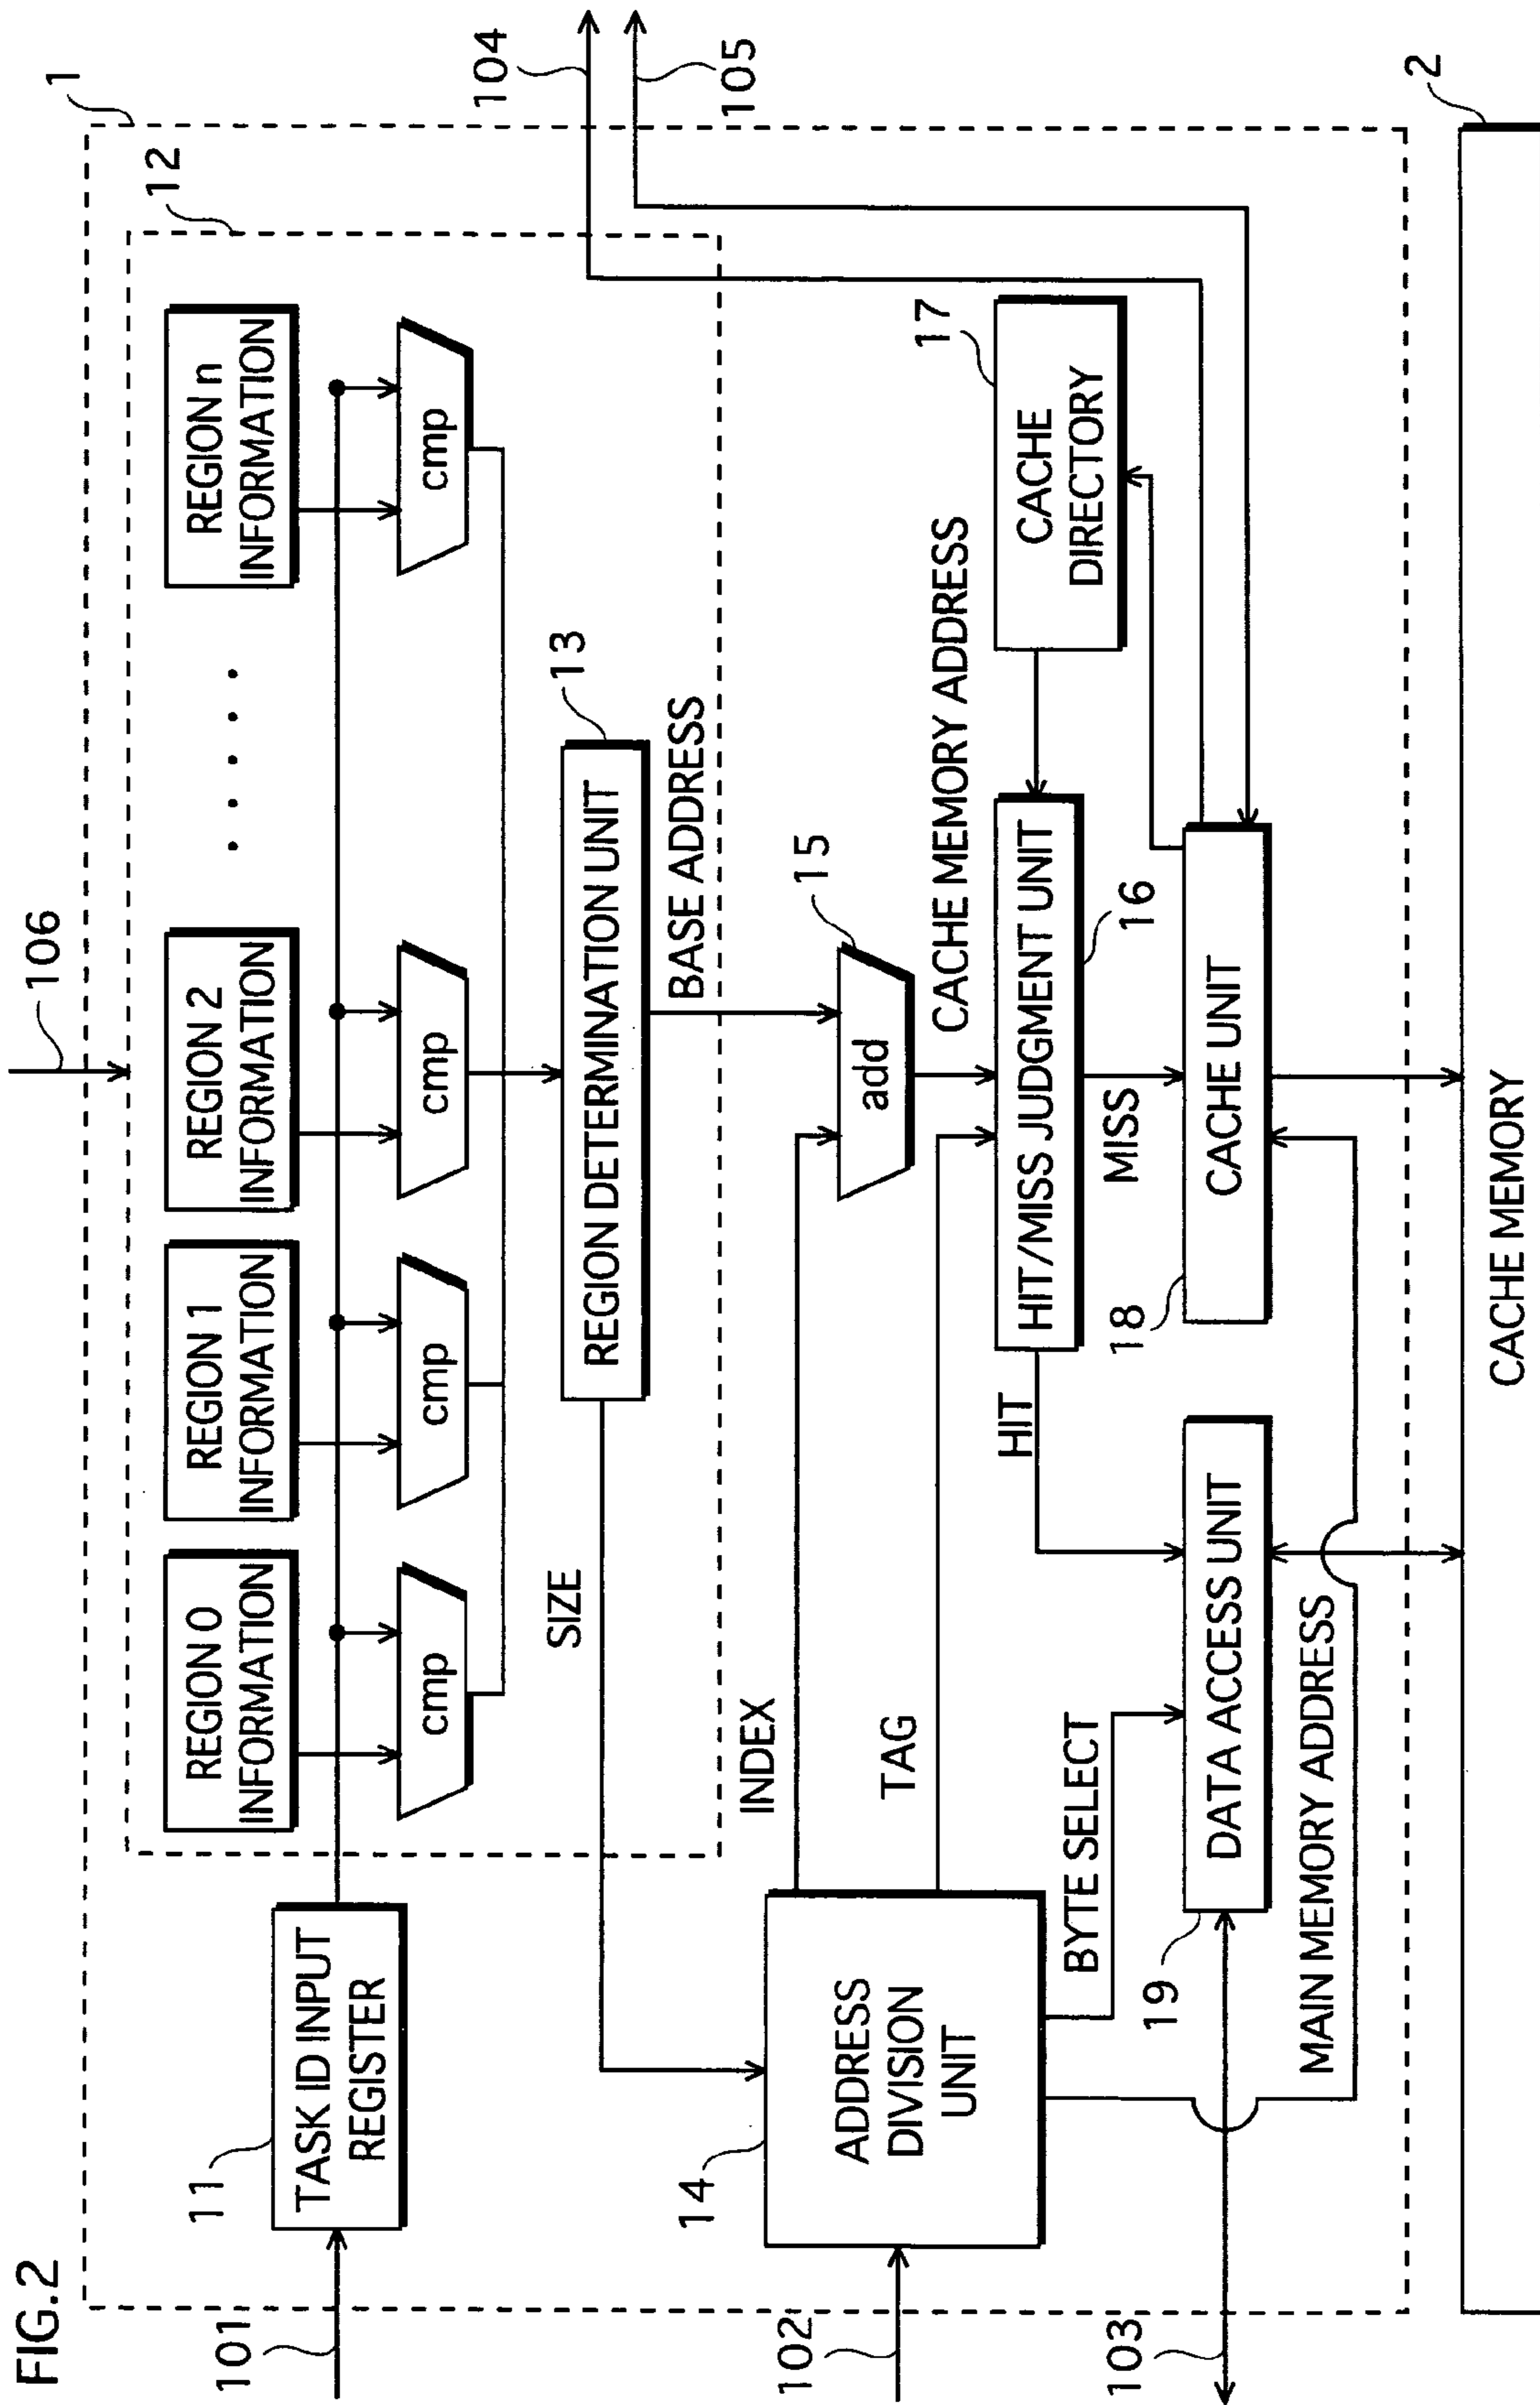 FIG.2
106
1
12
REGION 0
INFORMATION
REGION 1
INFORMATION
REGION 2
INFORMATION
REGION n
INFORMATION
11
TASK ID INPUT
REGISTER
101
cmp
cmp
cmp
cmp
104
105
13
REGION DETERMINATION UNIT
SIZE
BASE ADDRESS
INDEX
14
ADDRESS
DIVISION
UNIT
102
15
add
TAG
CACHE MEMORY ADDRESS
17
CACHE
DIRECTORY
HIT/MISS JUDGMENT UNIT
16
HIT
MISS
BYTE SELECT
18
CACHE UNIT
19
DATA ACCESS UNIT
103
MAIN MEMORY ADDRESS
2
CACHE MEMORY